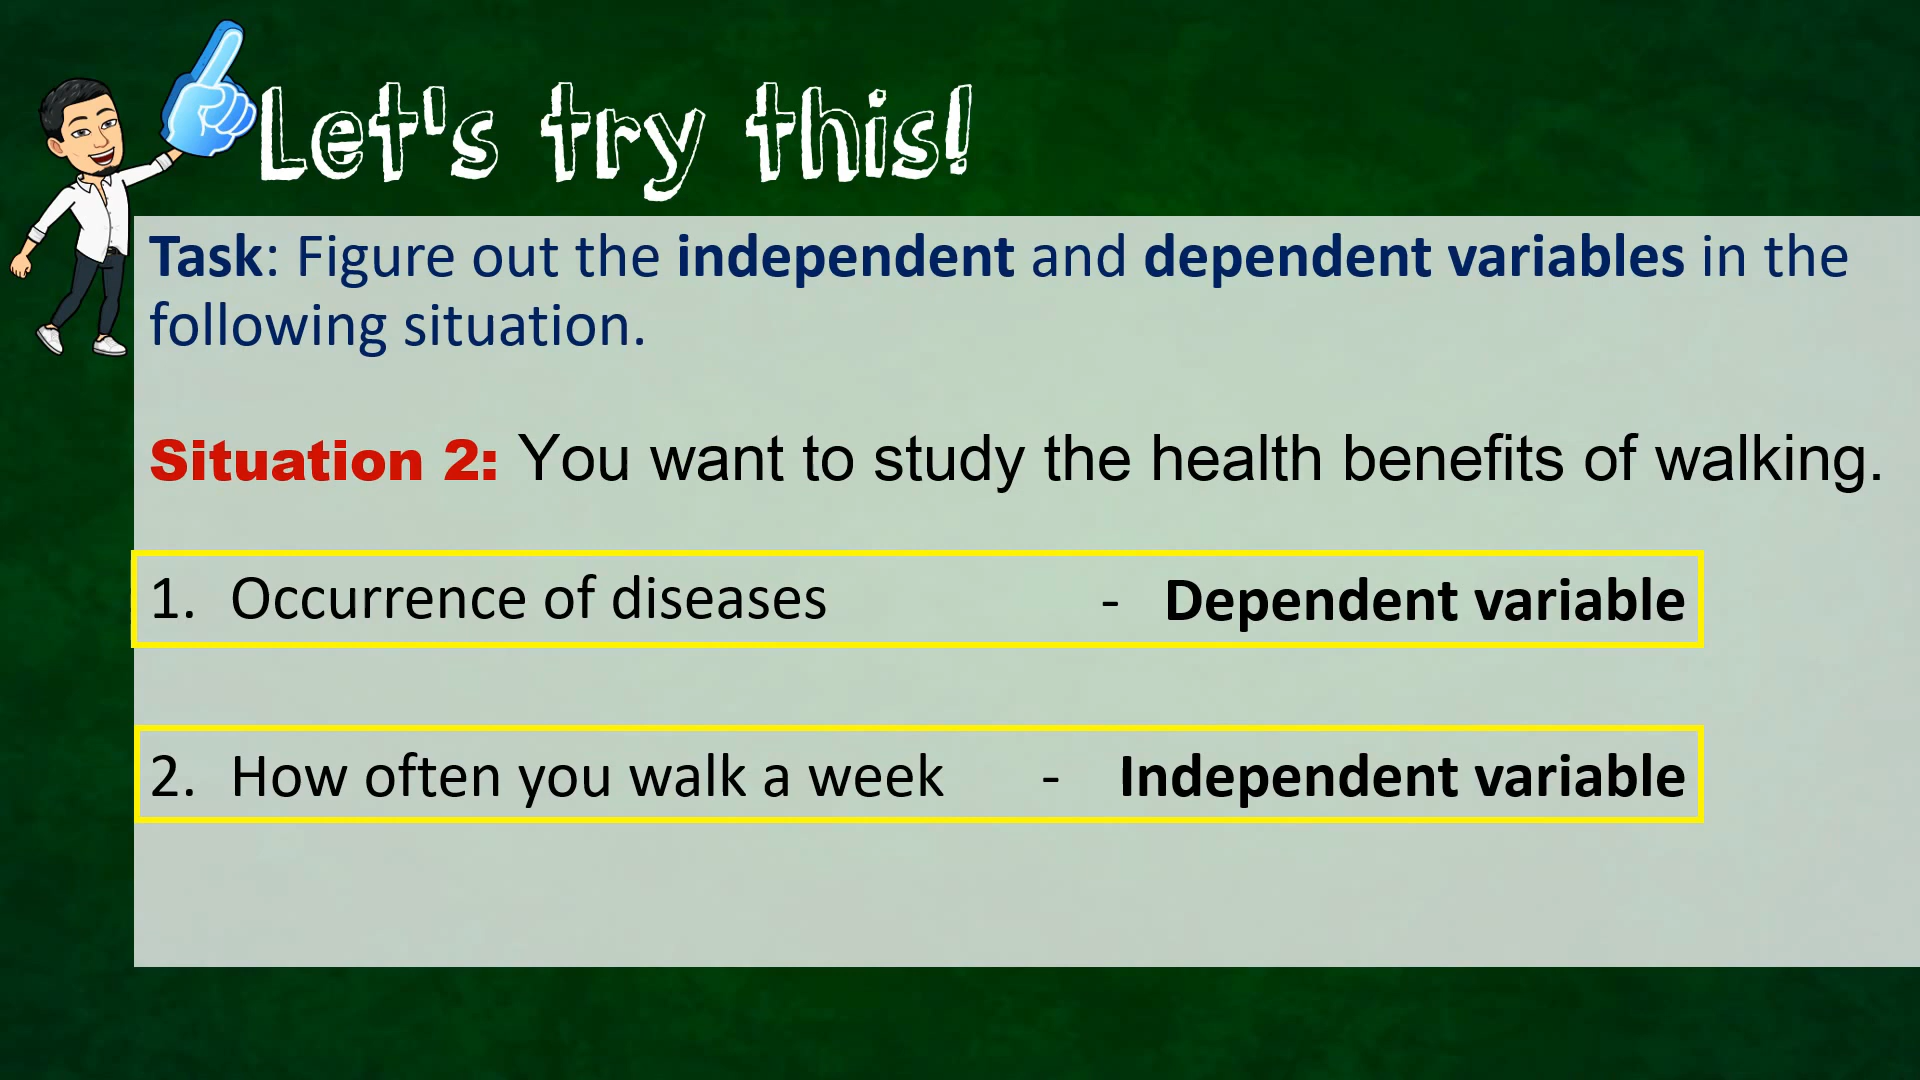 Let's try this!
Task: Figure out the independent and dependent variables in the
following situation.
Situation 2: You want to study the health benefits of walking.
1. Occurrence of diseases - Dependent variable
2. How often you walk a week - Independent variable